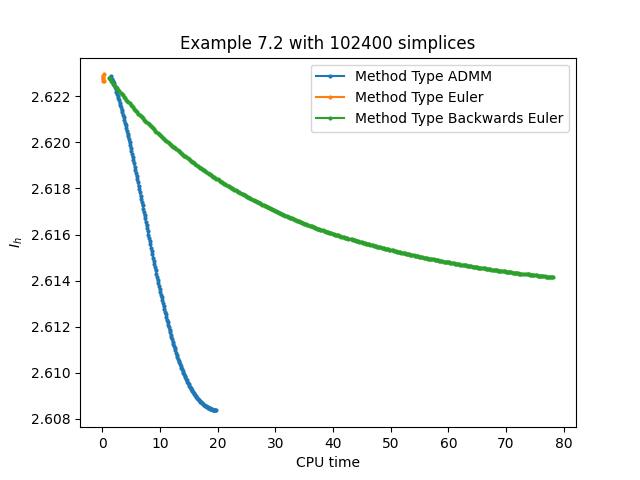 Example 7.2 with 102400 simplices
Method Type ADMM
Method Type Euler
Method Type Backwards Euler
I_h
2.622
2.620
2.618
2.616
2.614
2.612
2.610
2.608
0 10 20 30 40 50 60 70 80
CPU time